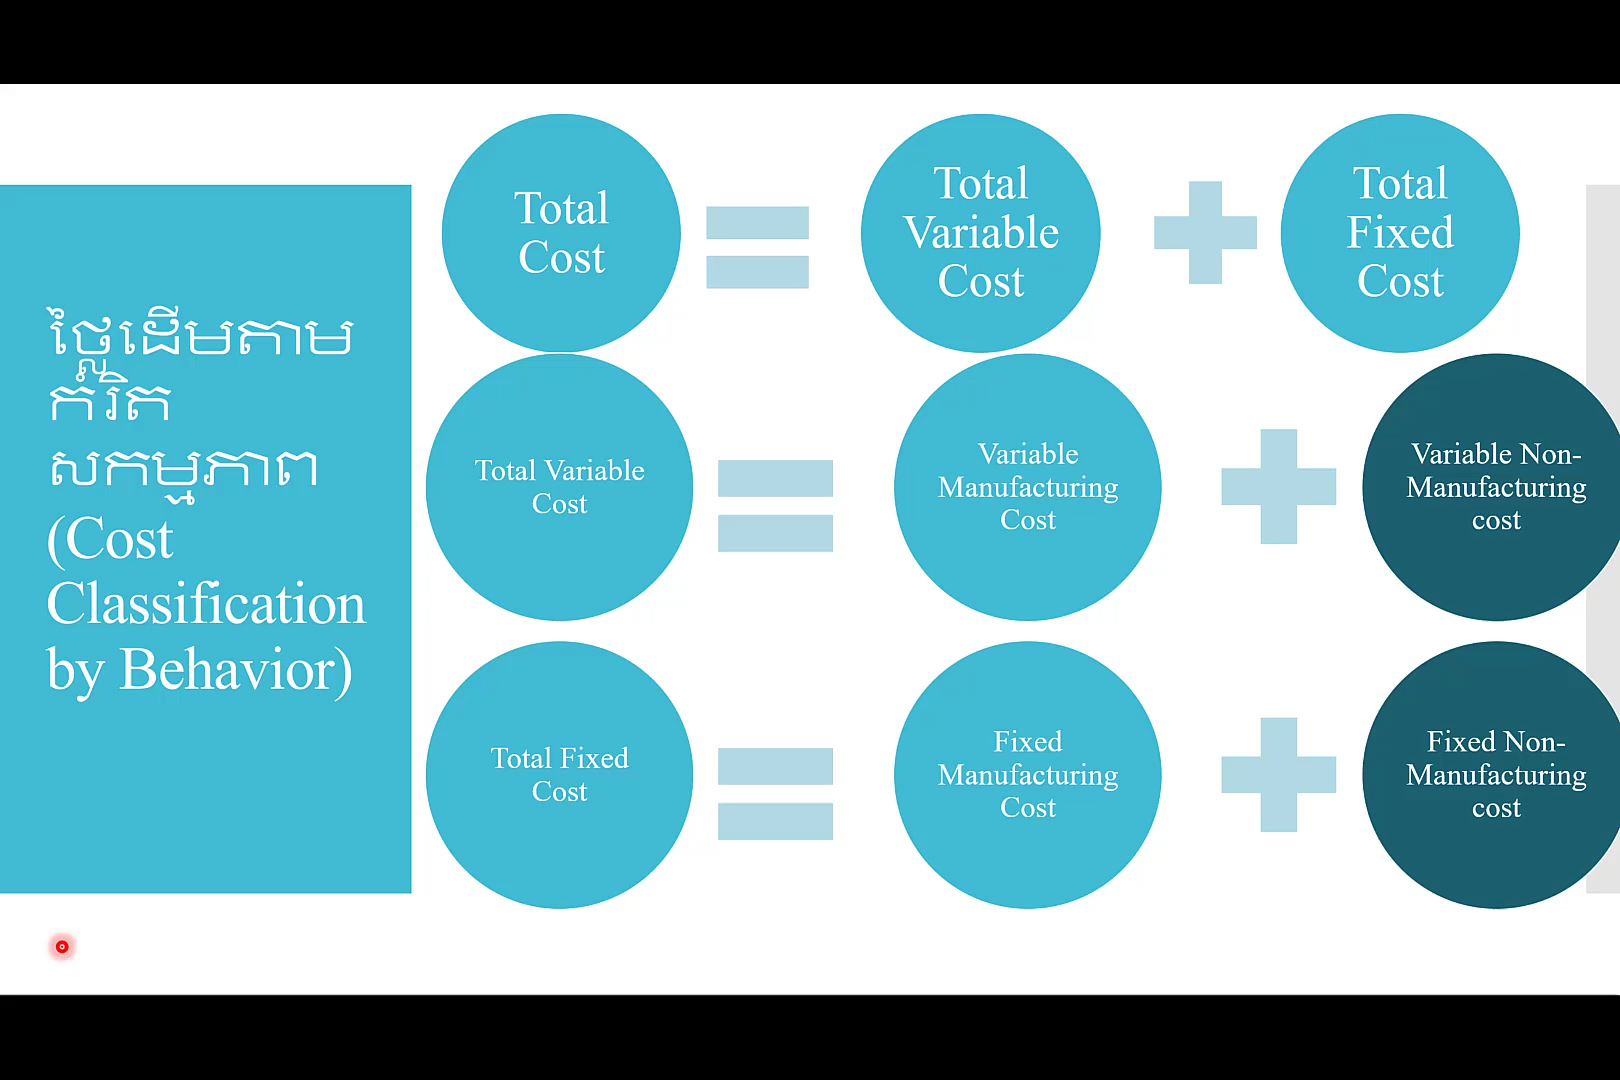 ថ្លៃដើមតាម
កំរិត
សកម្មភាព
(Cost
Classification
by Behavior)
Total
Cost
Total
Variable
Cost
Total
Fixed
Cost
Total Variable
Cost
Variable
Manufacturing
Cost
Variable Non-
Manufacturing
cost
Total Fixed
Cost
Fixed
Manufacturing
Cost
Fixed Non-
Manufacturing
cost